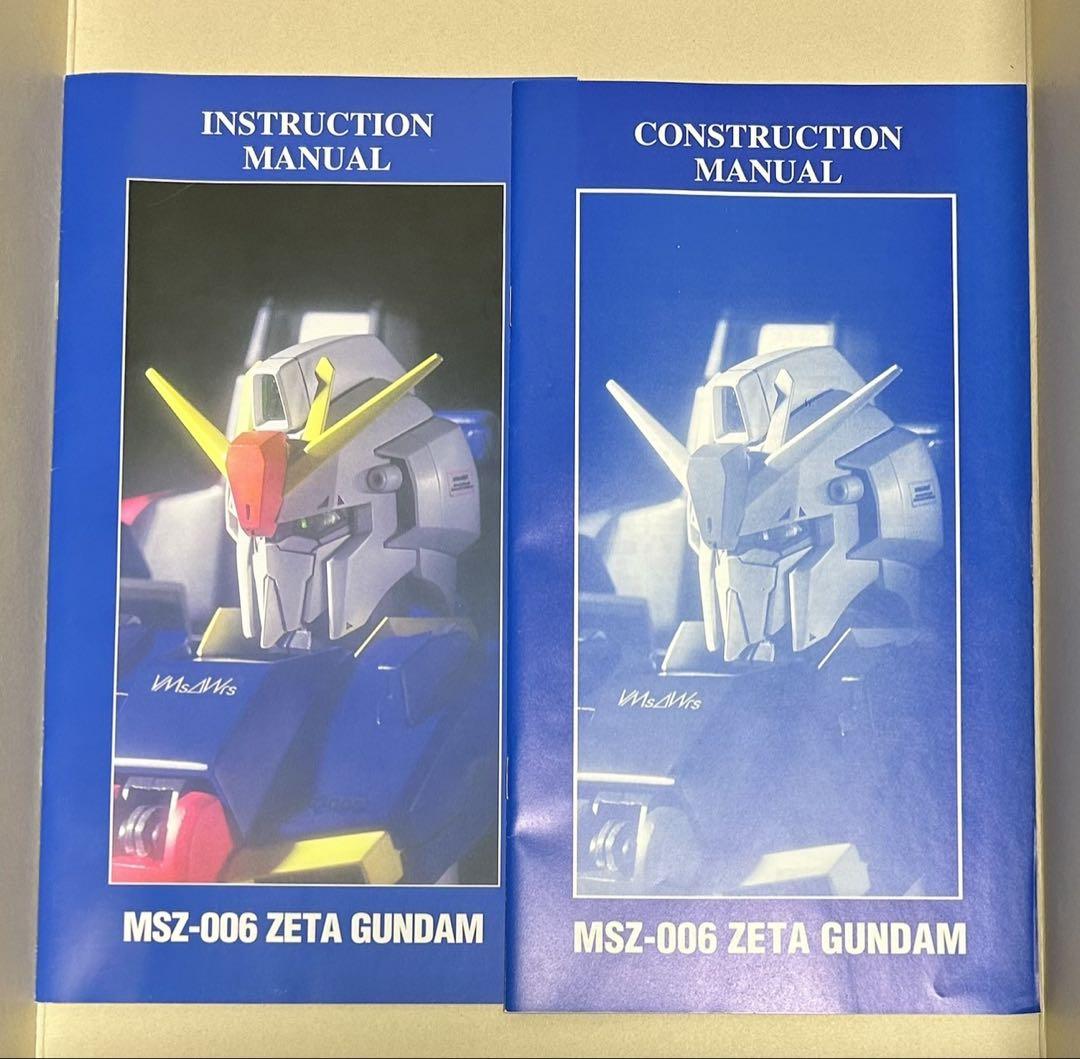 INSTRUCTION
MANUAL
MSZ-006 ZETA GUNDAM
CONSTRUCTION
MANUAL
MSZ-006 ZETA GUNDAM